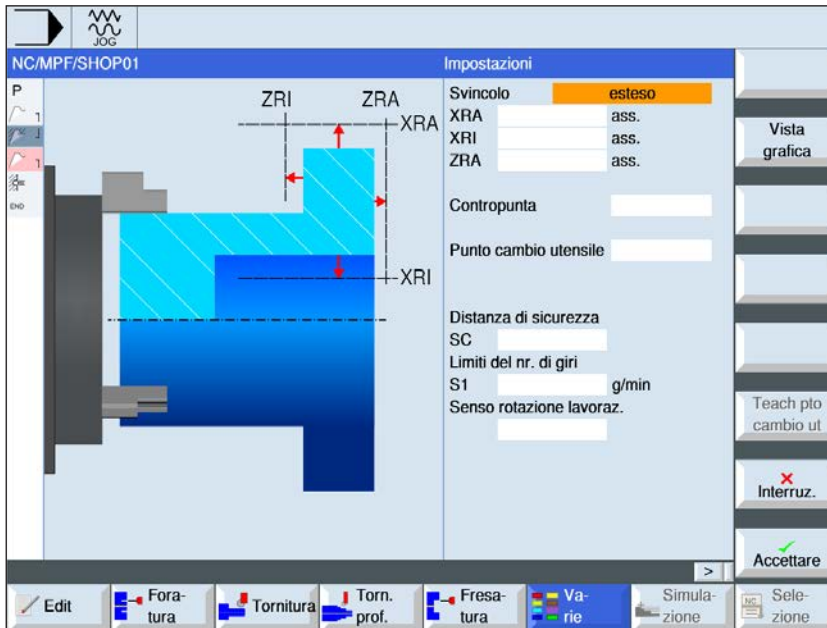 JOG
NC/MPF/SHOP01
Impostazioni
P
END
ZRI
ZRA
XRA
XRI
Svincolo esteso
XRA ass.
XRI ass.
ZRA ass.
Contropunta
Punto cambio utensile
Distanza di sicurezza
SC
Limiti del nr. di giri
S1 g/min
Senso rotazione lavoraz.
Vista
grafica
Teach pto
cambio ut
Interruz.
Accettare
>
Edit
Fora-
tura
Tornitura
Torn.
prof.
Fresa-
tura
Va-
rie
Simula-
zione
NC
Sele-
zione